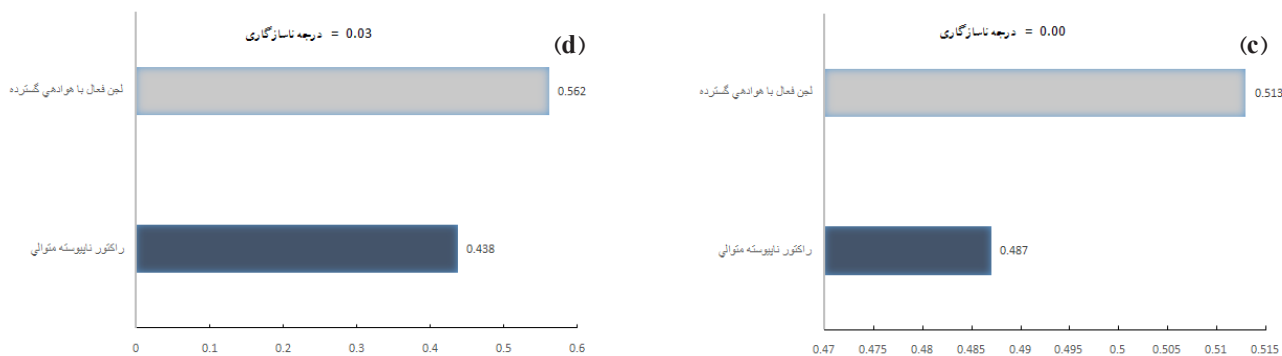 (d)
درجه ناسازگاری = 0.03
لجن فعال با هوادهي گسترده
0.562
راكتور ناپيوسته متوالي
0.438
0 0.1 0.2 0.3 0.4 0.5 0.6
(c)
درجه ناسازگاری = 0.00
لجن فعال با هوادهي گسترده
0.513
راكتور ناپيوسته متوالي
0.487
0.47 0.475 0.48 0.485 0.49 0.495 0.5 0.505 0.51 0.515